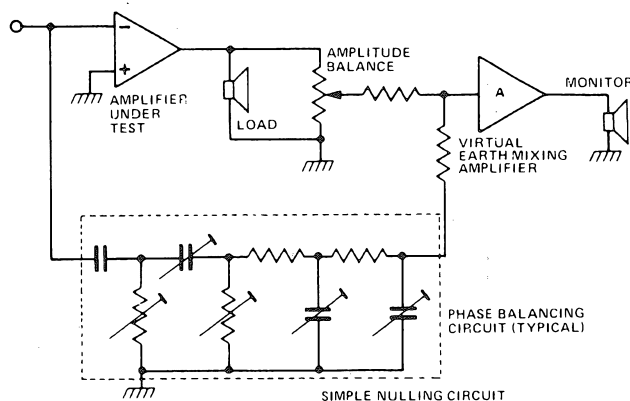 −
+
AMPLIFIER
UNDER
TEST
LOAD
AMPLITUDE
BALANCE
A
MONITOR
VIRTUAL
EARTH MIXING
AMPLIFIER
PHASE BALANCING
CIRCUIT (TYPICAL)
SIMPLE NULLING CIRCUIT